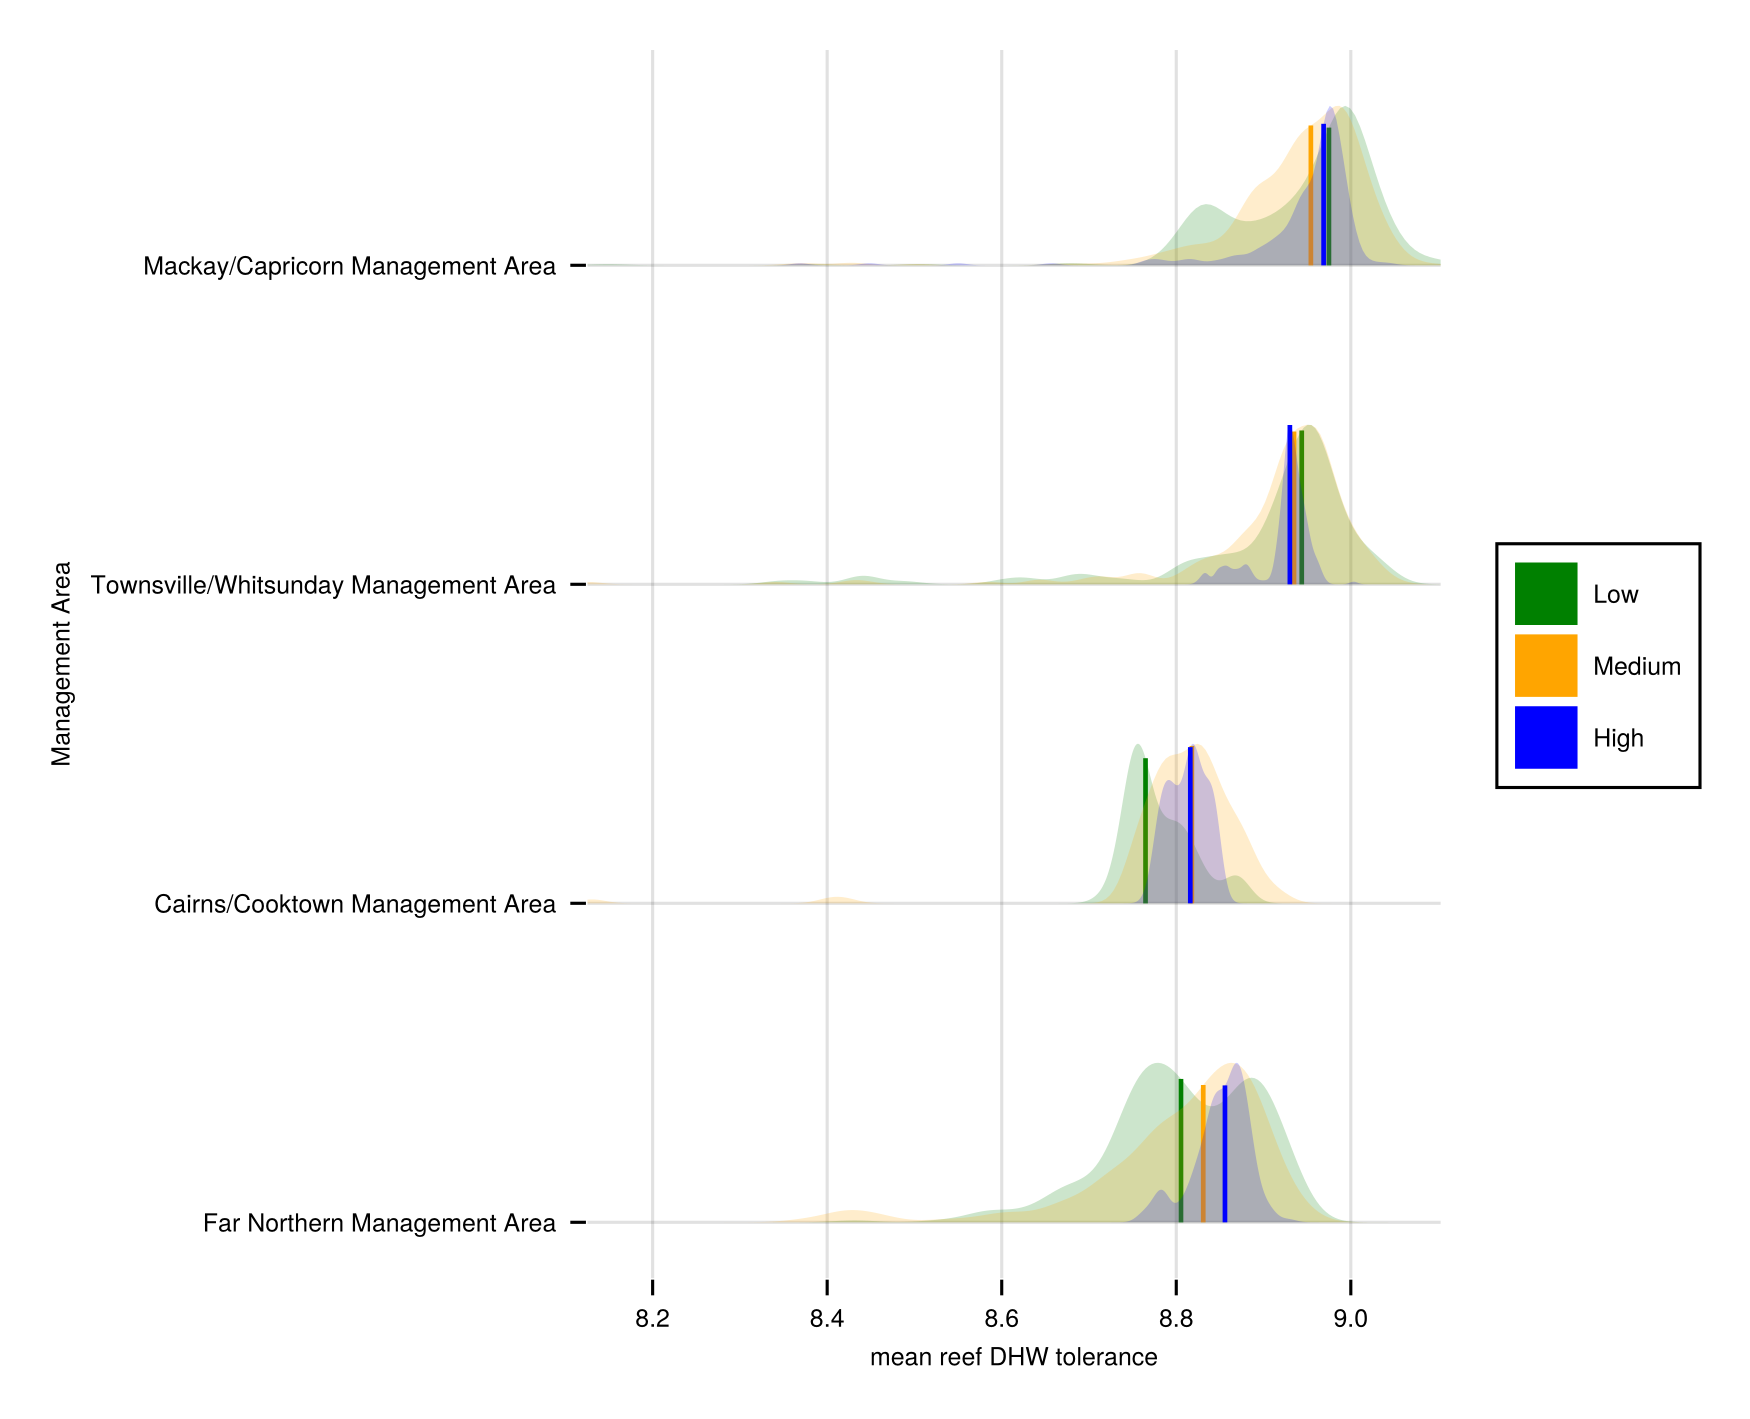 Mackay/Capricorn Management Area
Townsville/Whitsunday Management Area
Cairns/Cooktown Management Area
Far Northern Management Area
Management Area
8.2 8.4 8.6 8.8 9.0
mean reef DHW tolerance
Low
Medium
High